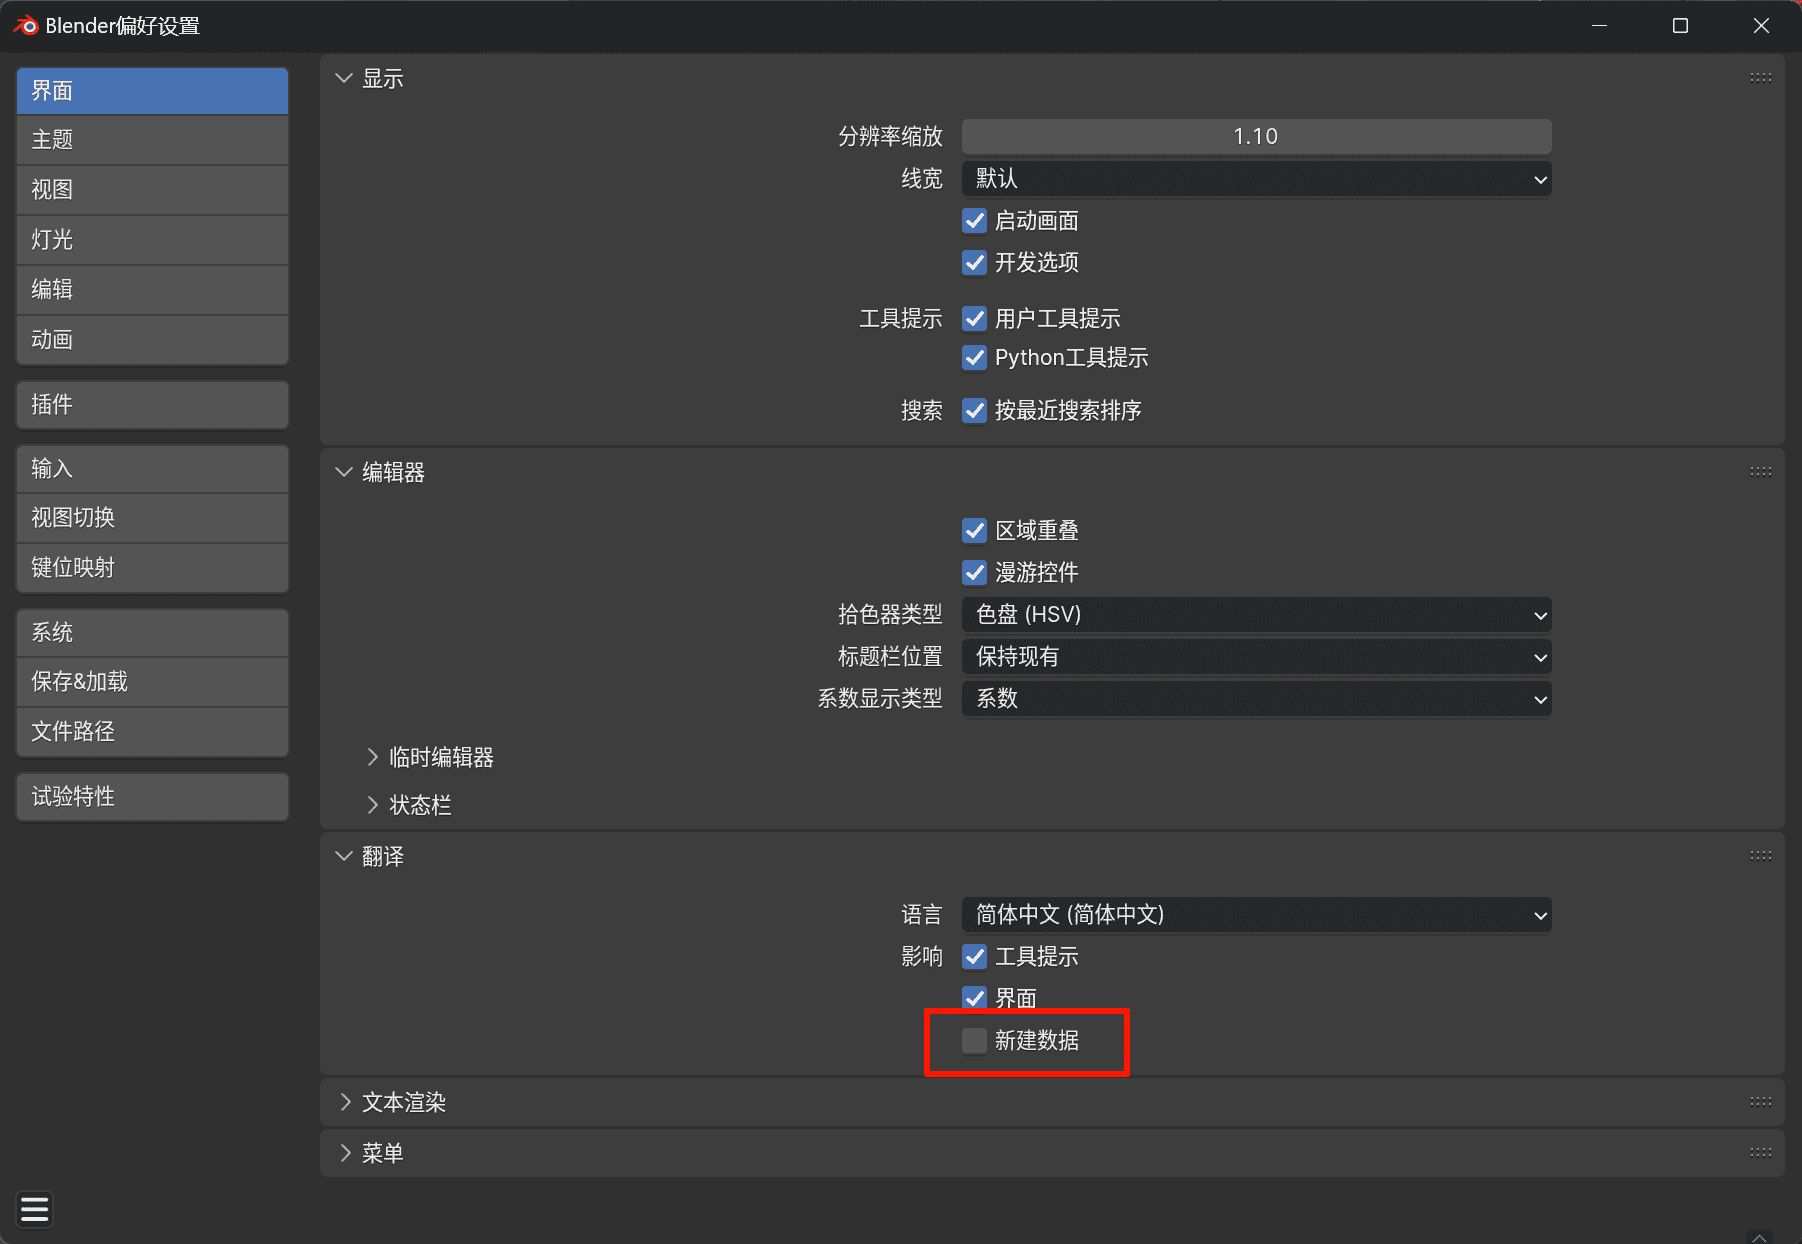 Blender偏好设置
界面
主题
视图
灯光
编辑
动画
插件
输入
视图切换
键位映射
系统
保存&加载
文件路径
试验特性
显示
分辨率缩放 1.10
线宽 默认
启动画面
开发选项
工具提示 用户工具提示
Python工具提示
搜索 按最近搜索排序
编辑器
区域重叠
漫游控件
拾色器类型 色盘 (HSV)
标题栏位置 保持现有
系数显示类型 系数
临时编辑器
状态栏
翻译
语言 简体中文 (简体中文)
影响 工具提示
界面
新建数据
文本渲染
菜单